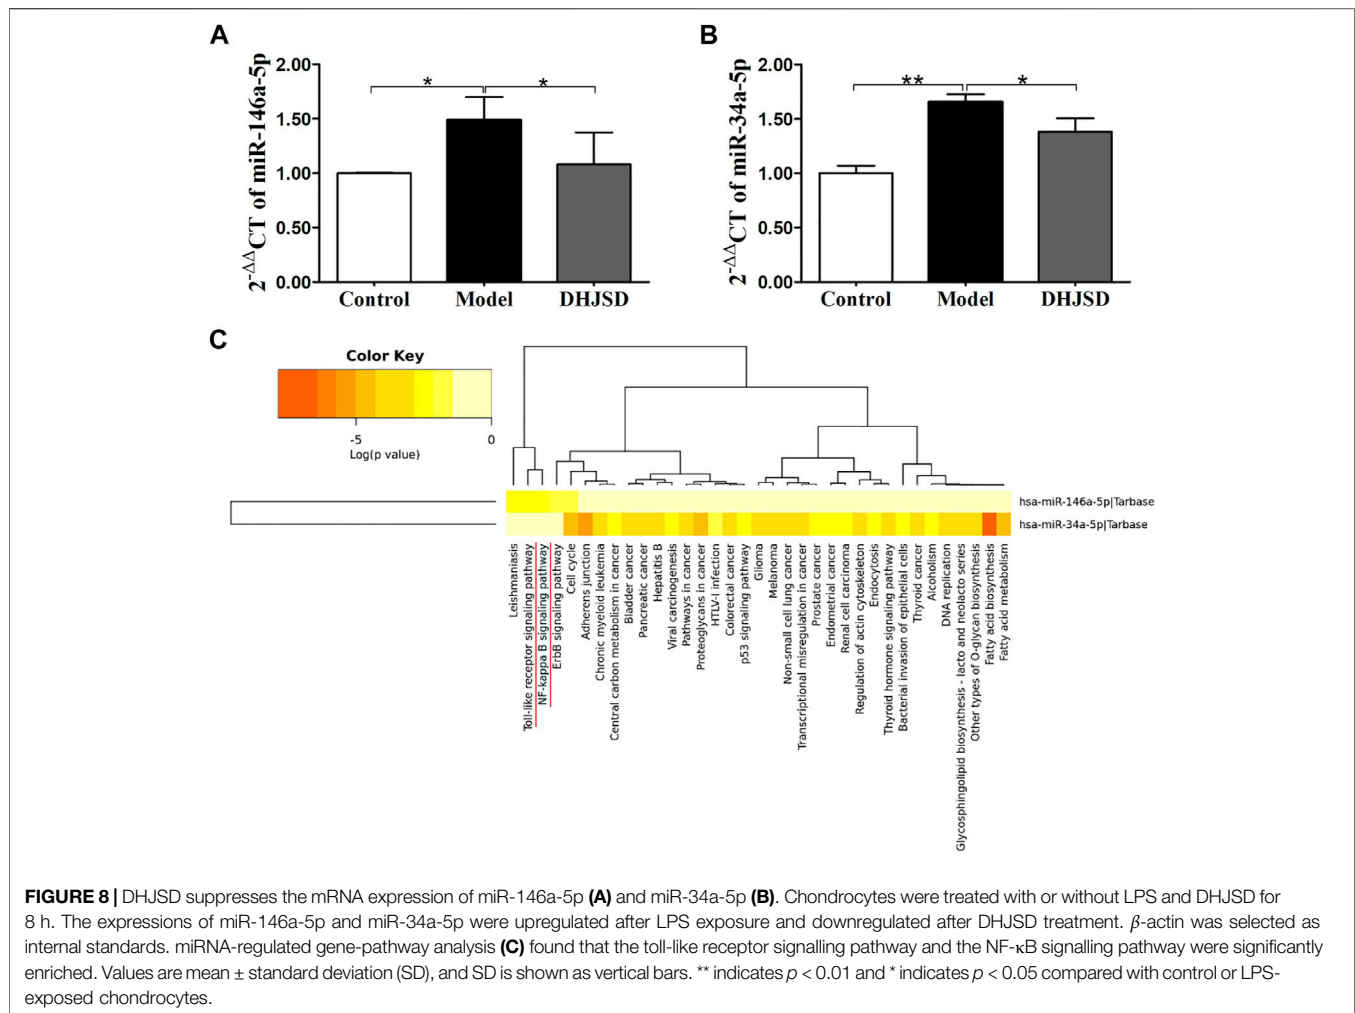 A
2-ΔΔCT of miR-146a-5p
2.00
1.50
1.00
0.50
0.00
*
*
Control
Model
DHJSD
B
2-ΔΔCT of miR-34a-5p
2.00
1.50
1.00
0.50
0.00
**
*
Control
Model
DHJSD
C
Color Key
-5
0
Log(p value)
hsa-miR-146a-5p|Tarbase
hsa-miR-34a-5p|Tarbase
Leishmaniasis
Toll-like receptor signaling pathway
NF-kappa B signaling pathway
ErbB signaling pathway
Cell cycle
Adherens junction
Chronic myeloid leukemia
Central carbon metabolism in cancer
Bladder cancer
Pancreatic cancer
Hepatitis B
Viral carcinogenesis
Pathways in cancer
Proteoglycans in cancer
HTLV-I infection
Colorectal cancer
p53 signaling pathway
Glioma
Melanoma
Non-small cell lung cancer
Transcriptional misregulation in cancer
Prostate cancer
Endometrial cancer
Renal cell carcinoma
Regulation of actin cytoskeleton
Endocytosis
Thyroid hormone signaling pathway
Bacterial invasion of epithelial cells
Thyroid cancer
Alcoholism
DNA replication
Glycosphingolipid biosynthesis - lacto and neolacto series
Other types of O-glycan biosynthesis
Fatty acid biosynthesis
Fatty acid metabolism
FIGURE 8 | DHJSD suppresses the mRNA expression of miR-146a-5p (A) and miR-34a-5p (B). Chondrocytes were treated with or without LPS and DHJSD for
8 h. The expressions of miR-146a-5p and miR-34a-5p were upregulated after LPS exposure and downregulated after DHJSD treatment. β-actin was selected as
internal standards. miRNA-regulated gene-pathway analysis (C) found that the toll-like receptor signalling pathway and the NF-κB signalling pathway were significantly
enriched. Values are mean ± standard deviation (SD), and SD is shown as vertical bars. ** indicates p < 0.01 and * indicates p < 0.05 compared with control or LPS-
exposed chondrocytes.